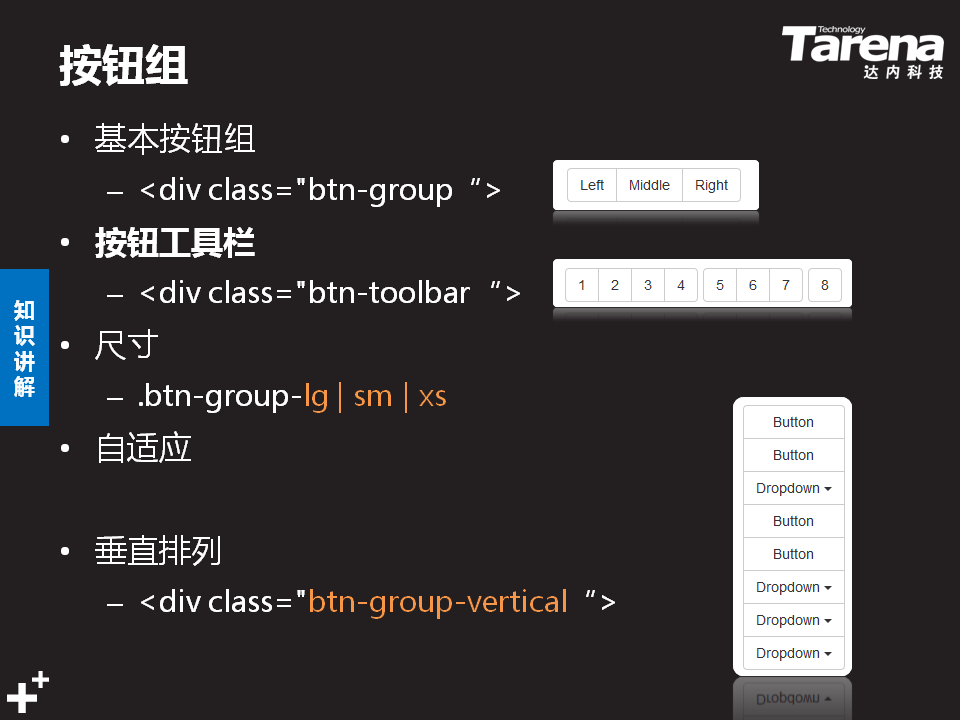 按钮组
Technology
Tarena
达内科技
• 基本按钮组
– <div class="btn-group “>
Left Middle Right
• 按钮工具栏
– <div class="btn-toolbar “>
1 2 3 4 5 6 7 8
知识讲解
• 尺寸
– .btn-group-lg | sm | xs
• 自适应
• 垂直排列
– <div class="btn-group-vertical “>
Button
Button
Dropdown
Button
Button
Dropdown
Dropdown
Dropdown